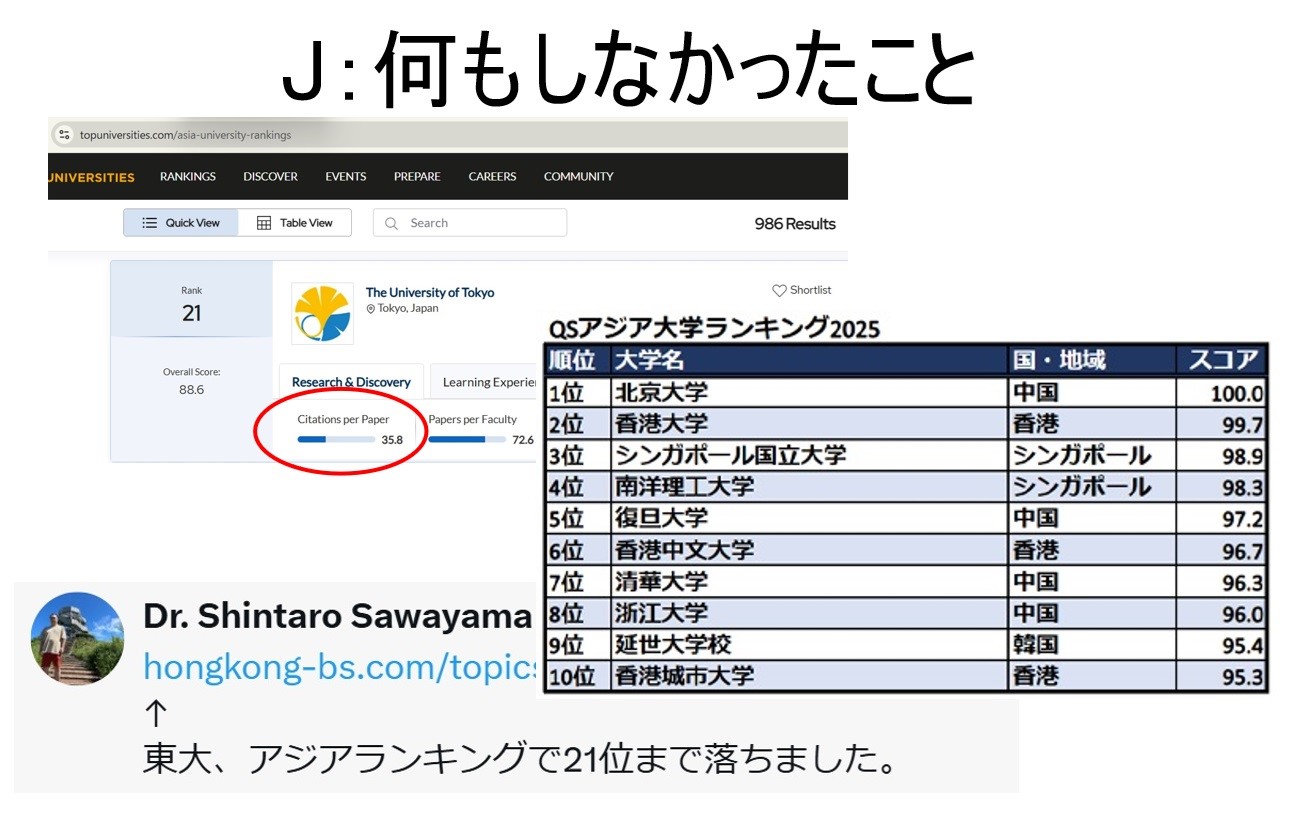 J:何もしなかったこと
topuniversities.com/asia-university-rankings
UNIVERSITIES RANKINGS DISCOVER EVENTS PREPARE CAREERS COMMUNITY
Quick View Table View Search 986 Results
Rank
21
The University of Tokyo
Tokyo, Japan
Shortlist
Overall Score:
88.6
Research & Discovery
Citations per Paper
35.8
Learning Experie
Papers per Faculty
72.6
QSアジア大学ランキング2025
順位 大学名 国・地域 スコア
1位 北京大学 中国 100.0
2位 香港大学 香港 99.7
3位 シンガポール国立大学 シンガポール 98.9
4位 南洋理工大学 シンガポール 98.3
5位 復旦大学 中国 97.2
6位 香港中文大学 香港 96.7
7位 清華大学 中国 96.3
8位 浙江大学 中国 96.0
9位 延世大学校 韓国 95.4
10位 香港城市大学 香港 95.3
Dr. Shintaro Sawayama
hongkong-bs.com/topics
↑
東大、アジアランキングで21位まで落ちました。